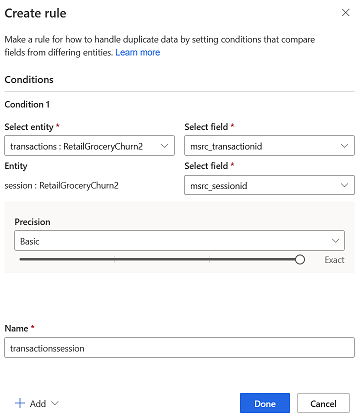 Create rule
Make a rule for how to handle duplicate data by setting conditions that compare
fields from differing entities. Learn more
Conditions
Condition 1
Select entity * Select field *
transactions : RetailGroceryChurn2 msrc_transactionid
Entity Select field *
session : RetailGroceryChurn2 msrc_sessionid
Precision
Basic
Exact
Name *
transactionssession
Add Done Cancel